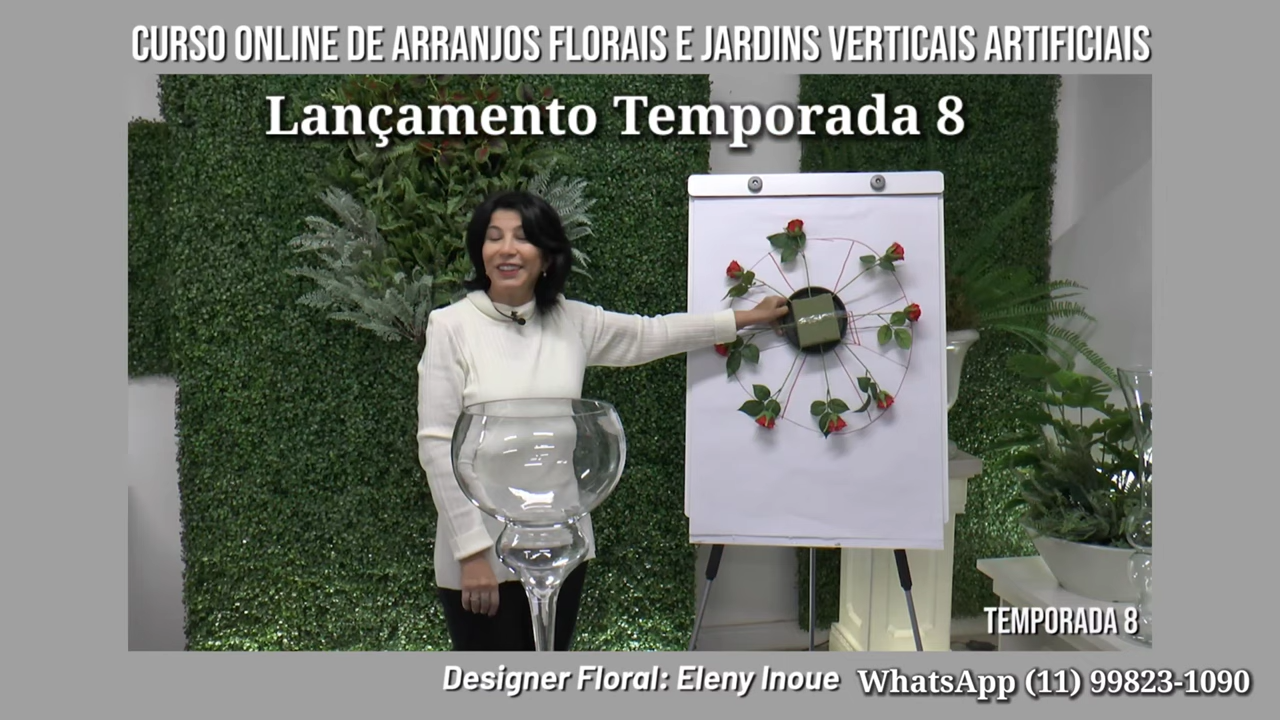 CURSO ONLINE DE ARRANJOS FLORAIS E JARDINS VERTICAIS ARTIFICIAIS
Lançamento Temporada 8
TEMPORADA 8
Designer Floral: Eleny Inoue WhatsApp (11) 99823-1090